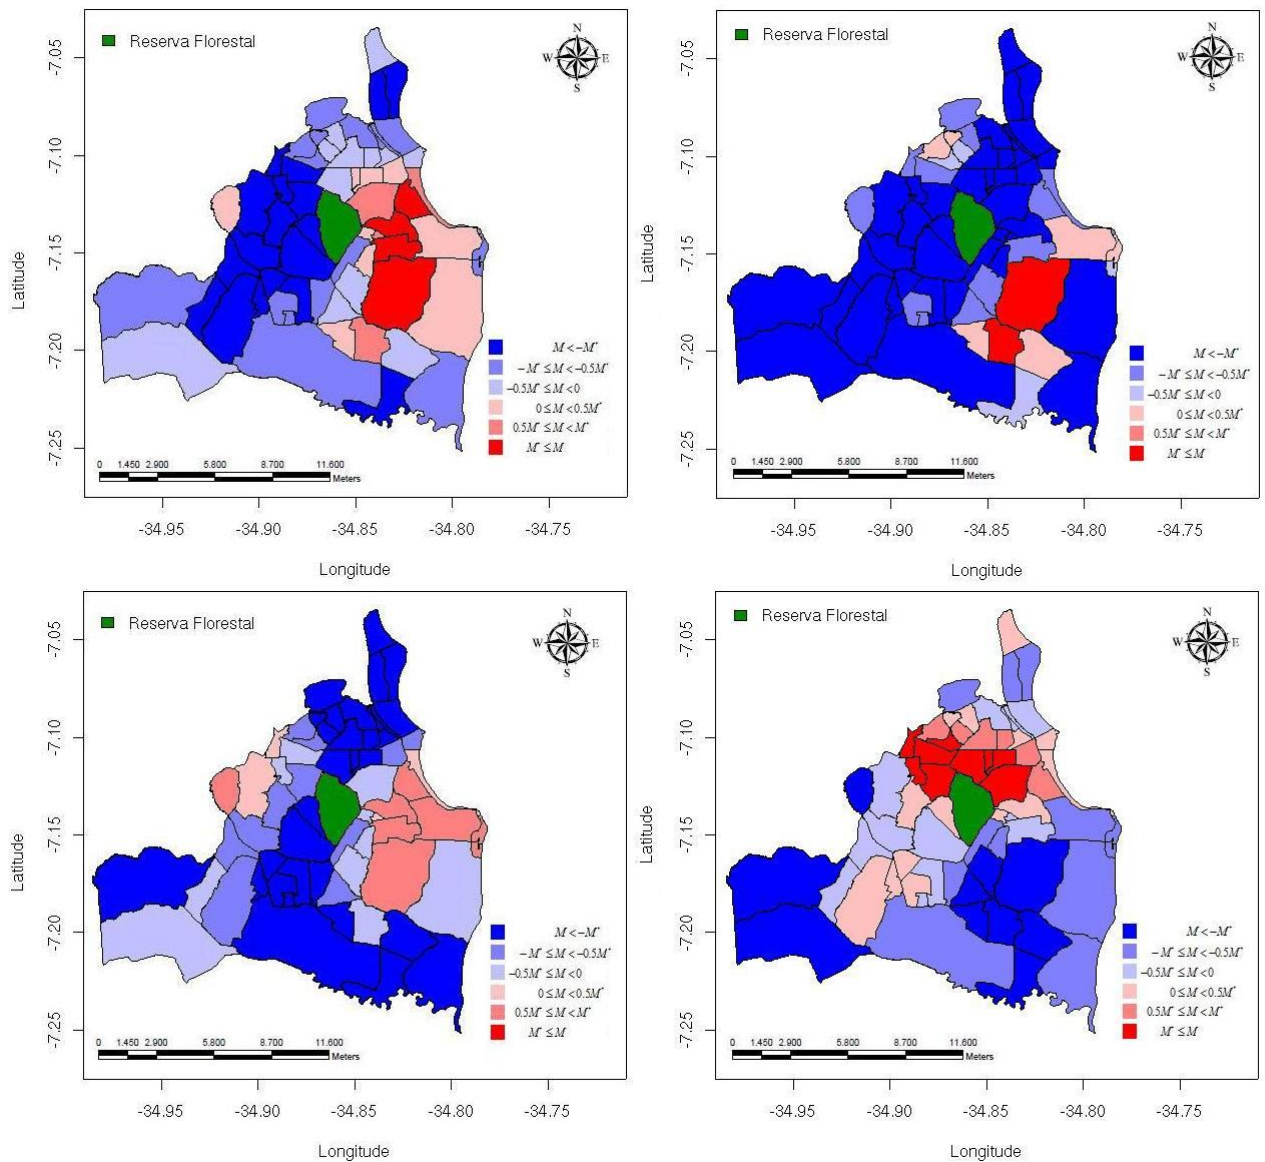 Reserva Florestal
N
W E
S
-7.05
-7.10
-7.15
-7.20
-7.25
Latitude
M < −M*
−M* ≤ M < −0.5M*
−0.5M* ≤ M < 0
0 ≤ M < 0.5M*
0.5M* ≤ M < M*
M* ≤ M
0 1.450 2.900 5.800 8.700 11.600
Meters
-34.95 -34.90 -34.85 -34.80 -34.75
Longitude
Reserva Florestal
N
W E
S
-7.05
-7.10
-7.15
-7.20
-7.25
Latitude
M < −M*
−M* ≤ M < −0.5M*
−0.5M* ≤ M < 0
0 ≤ M < 0.5M*
0.5M* ≤ M < M*
M* ≤ M
0 1.450 2.900 5.800 8.700 11.600
Meters
-34.95 -34.90 -34.85 -34.80 -34.75
Longitude
Reserva Florestal
N
W E
S
-7.05
-7.10
-7.15
-7.20
-7.25
Latitude
M < −M*
−M* ≤ M < −0.5M*
−0.5M* ≤ M < 0
0 ≤ M < 0.5M*
0.5M* ≤ M < M*
M* ≤ M
0 1.450 2.900 5.800 8.700 11.600
Meters
-34.95 -34.90 -34.85 -34.80 -34.75
Longitude
Reserva Florestal
N
W E
S
-7.05
-7.10
-7.15
-7.20
-7.25
Latitude
M < −M*
−M* ≤ M < −0.5M*
−0.5M* ≤ M < 0
0 ≤ M < 0.5M*
0.5M* ≤ M < M*
M* ≤ M
0 1.450 2.900 5.800 8.700 11.600
Meters
-34.95 -34.90 -34.85 -34.80 -34.75
Longitude